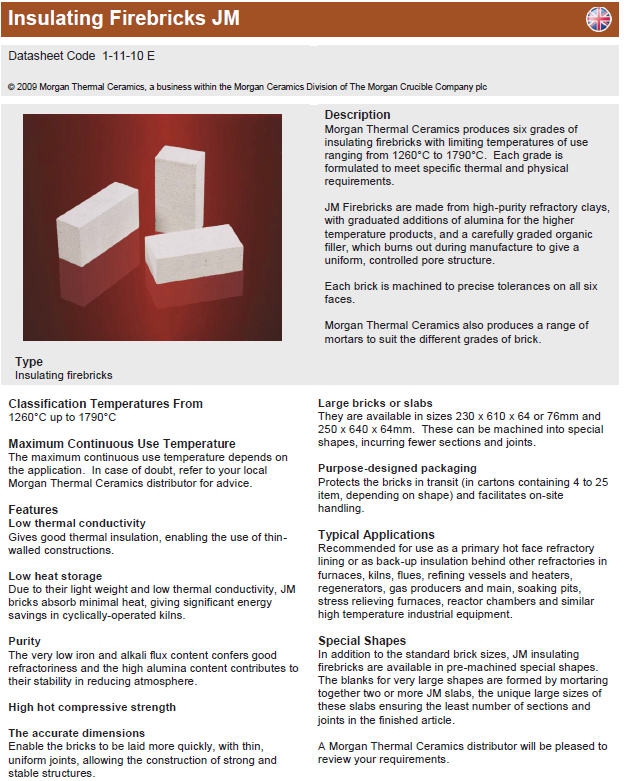 Insulating Firebricks JM
Datasheet Code 1-11-10 E
© 2009 Morgan Thermal Ceramics, a business within the Morgan Ceramics Division of The Morgan Crucible Company plc
Description
Morgan Thermal Ceramics produces six grades of
insulating firebricks with limiting temperatures of use
ranging from 1260°C to 1790°C. Each grade is
formulated to meet specific thermal and physical
requirements.
JM Firebricks are made from high-purity refractory clays,
with graduated additions of alumina for the higher
temperature products, and a carefully graded organic
filler, which burns out during manufacture to give a
uniform, controlled pore structure.
Each brick is machined to precise tolerances on all six
faces.
Morgan Thermal Ceramics also produces a range of
mortars to suit the different grades of brick.
Type
Insulating firebricks
Classification Temperatures From
1260°C up to 1790°C
Maximum Continuous Use Temperature
The maximum continuous use temperature depends on
the application. In case of doubt, refer to your local
Morgan Thermal Ceramics distributor for advice.
Features
Low thermal conductivity
Gives good thermal insulation, enabling the use of thin-
walled constructions.
Low heat storage
Due to their light weight and low thermal conductivity, JM
bricks absorb minimal heat, giving significant energy
savings in cyclically-operated kilns.
Purity
The very low iron and alkali flux content confers good
refractoriness and the high alumina content contributes to
their stability in reducing atmosphere.
High hot compressive strength
The accurate dimensions
Enable the bricks to be laid more quickly, with thin,
uniform joints, allowing the construction of strong and
stable structures.
Large bricks or slabs
They are available in sizes 230 x 610 x 64 or 76mm and
250 x 640 x 64mm. These can be machined into special
shapes, incurring fewer sections and joints.
Purpose-designed packaging
Protects the bricks in transit (in cartons containing 4 to 25
item, depending on shape) and facilitates on-site
handling.
Typical Applications
Recommended for use as a primary hot face refractory
lining or as back-up insulation behind other refractories in
furnaces, kilns, flues, refining vessels and heaters,
regenerators, gas producers and main, soaking pits,
stress relieving furnaces, reactor chambers and similar
high temperature industrial equipment.
Special Shapes
In addition to the standard brick sizes, JM insulating
firebricks are available in pre-machined special shapes.
The blanks for very large shapes are formed by mortaring
together two or more JM slabs, the unique large sizes of
these slabs ensuring the least number of sections and
joints in the finished article.
A Morgan Thermal Ceramics distributor will be pleased to
review your requirements.